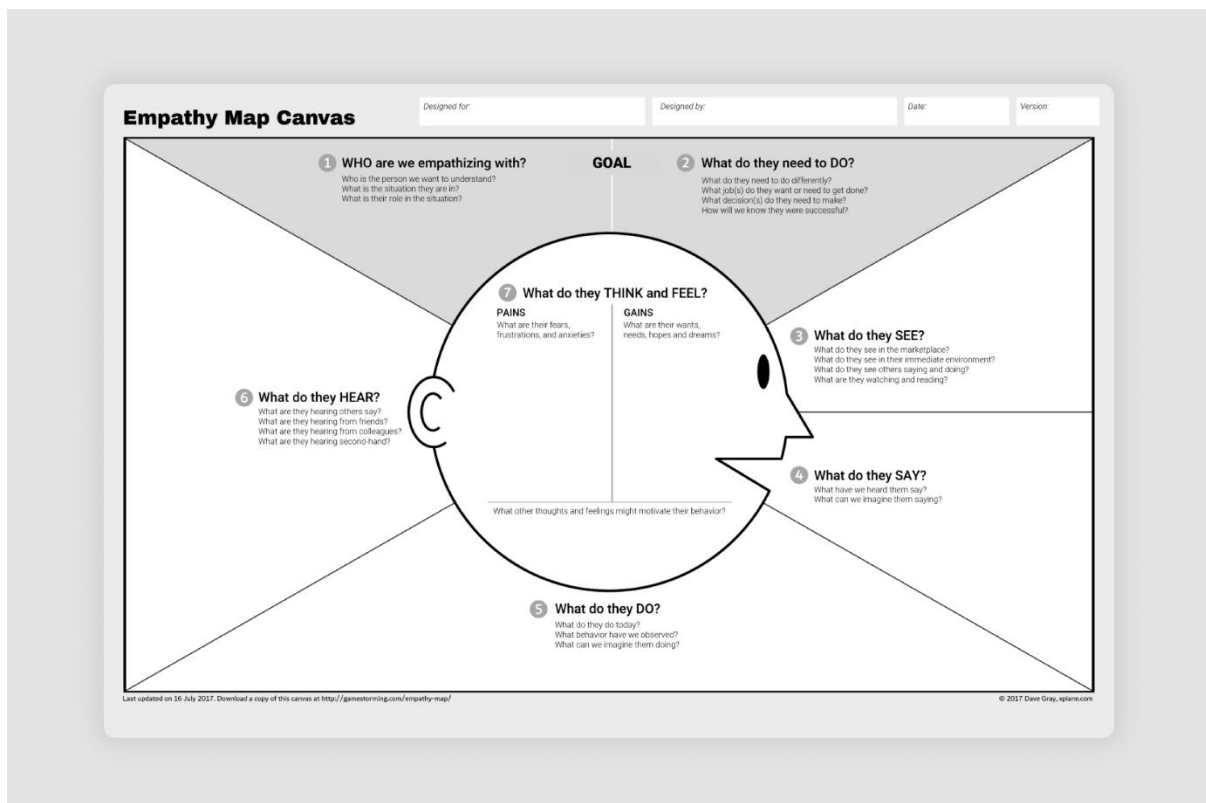 Empathy Map Canvas
Designed for:
Designed by:
Date:
Version:
1 WHO are we empathizing with?
Who is the person we want to understand?
What is the situation they are in?
What is their role in the situation?
GOAL
2 What do they need to DO?
What do they need to do differently?
What job(s) do they want or need to get done?
What decision(s) do they need to make?
How will we know they were successful?
3 What do they SEE?
What do they see in the marketplace?
What do they see in their immediate environment?
What do they see others saying and doing?
What are they watching and reading?
4 What do they SAY?
What have we heard them say?
What can we imagine them saying?
5 What do they DO?
What do they do today?
What behavior have we observed?
What can we imagine them doing?
6 What do they HEAR?
What are they hearing others say?
What are they hearing from friends?
What are they hearing from colleagues?
What are they hearing second-hand?
7 What do they THINK and FEEL?
PAINS
What are their fears,
frustrations, and anxieties?
GAINS
What are their wants,
needs, hopes and dreams?
What other thoughts and feelings might motivate their behavior?
Last updated on 16 July 2017. Download a copy of this canvas at http://gamestorming.com/empathy-map/
© 2017 Dave Gray, xplane.com